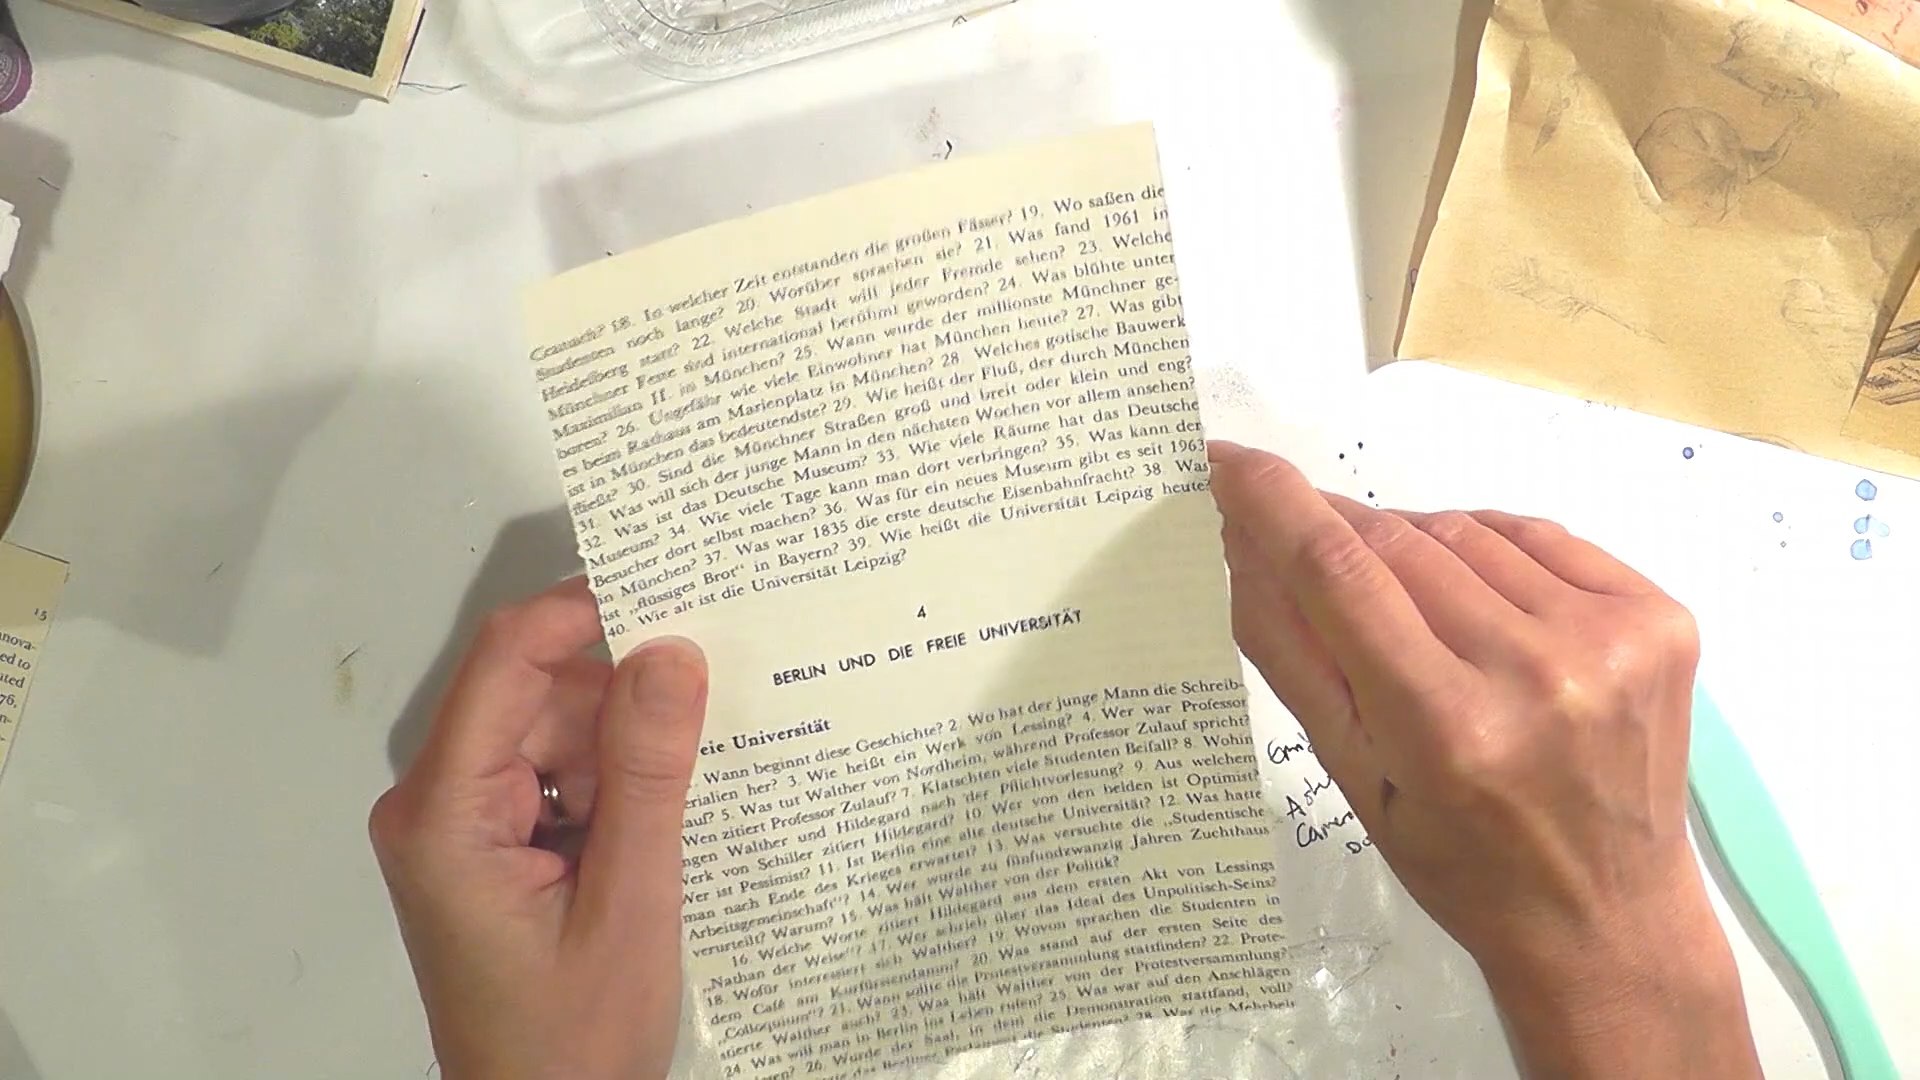 18. In welcher Zeit entstanden die großen Fässer? 19. Wo saßen die
Studenten noch lange? 20. Worüber sprachen sie? 21. Was fand 1961 in
Heidelberg statt? 22. Welche Stadt will jeder Fremde sehen? 23. Welche
Münchner Feste sind international berühmt geworden? 24. Was blühte unter
Maximilian II. in München? 25. Wann wurde der millionste Münchner ge-
boren? 26. Ungefähr wie viele Einwohner hat München heute? 27. Was gibt
es beim Rathaus am Marienplatz in München? 28. Welches gotische Bauwerk
ist in München das bedeutendste? 29. Wie heißt der Fluß, der durch München
fließt? 30. Sind die Münchner Straßen groß und breit oder klein und eng?
31. Was will sich der junge Mann in den nächsten Wochen vor allem ansehen?
32. Was ist das Deutsche Museum? 33. Wie viele Räume hat das Deutsche
Museum? 34. Wie viele Tage kann man dort verbringen? 35. Was kann der
Besucher dort selbst machen? 36. Was für ein neues Museum gibt es seit 1963
in München? 37. Was war 1835 die erste deutsche Eisenbahnfracht? 38. Was
ist „flüssiges Brot“ in Bayern? 39. Wie heißt die Universität Leipzig heute?
40. Wie alt ist die Universität Leipzig?
4
BERLIN UND DIE FREIE UNIVERSITÄT
eie Universität
. Wann beginnt diese Geschichte? 2. Wo hat der junge Mann die Schreib-
erialien her? 3. Wie heißt ein Werk von Lessing? 4. Wer war Professor
auf? 5. Was tut Walther von Nordheim, während Professor Zulauf spricht?
Wen zitiert Professor Zulauf? 7. Klatschten viele Studenten Beifall? 8. Wohin
ngen Walther und Hildegard nach der Pflichtvorlesung? 9. Aus welchem
Werk von Schiller zitiert Hildegard? 10. Wer von den beiden ist Optimist?
Wer ist Pessimist? 11. Ist Berlin eine alte deutsche Universität? 12. Was hatte
man nach Ende des Krieges erwartet? 13. Was versuchte die „Studentische
Arbeitsgemeinschaft“? 14. Wer wurde zu fünfundzwanzig Jahren Zuchthaus
verurteilt? Warum? 15. Was hält Walther von der Politik?
16. Welche Worte zitiert Hildegard aus dem ersten Akt von Lessings
„Nathan der Weise“? 17. Wer schrieb über das Ideal des Unpolitisch-Seins?
18. Wofür interessiert sich Walther? 19. Wovon sprachen die Studenten in
dem Café am Kurfürstendamm? 20. Was stand auf der ersten Seite des
„Colloquium“? 21. Wann sollte die Protestversammlung stattfinden? 22. Prote-
stierte Walther auch? 23. Was hält Walther von der Protestversammlung?
24. Was will man in Berlin ins Leben rufen? 25. Was war auf den Anschlägen
26. Wurde der Saal, in dem die Demonstration stattfand, voll?
die Studenten? 28. War die Mehrheit
15
nova-
ed to
76,